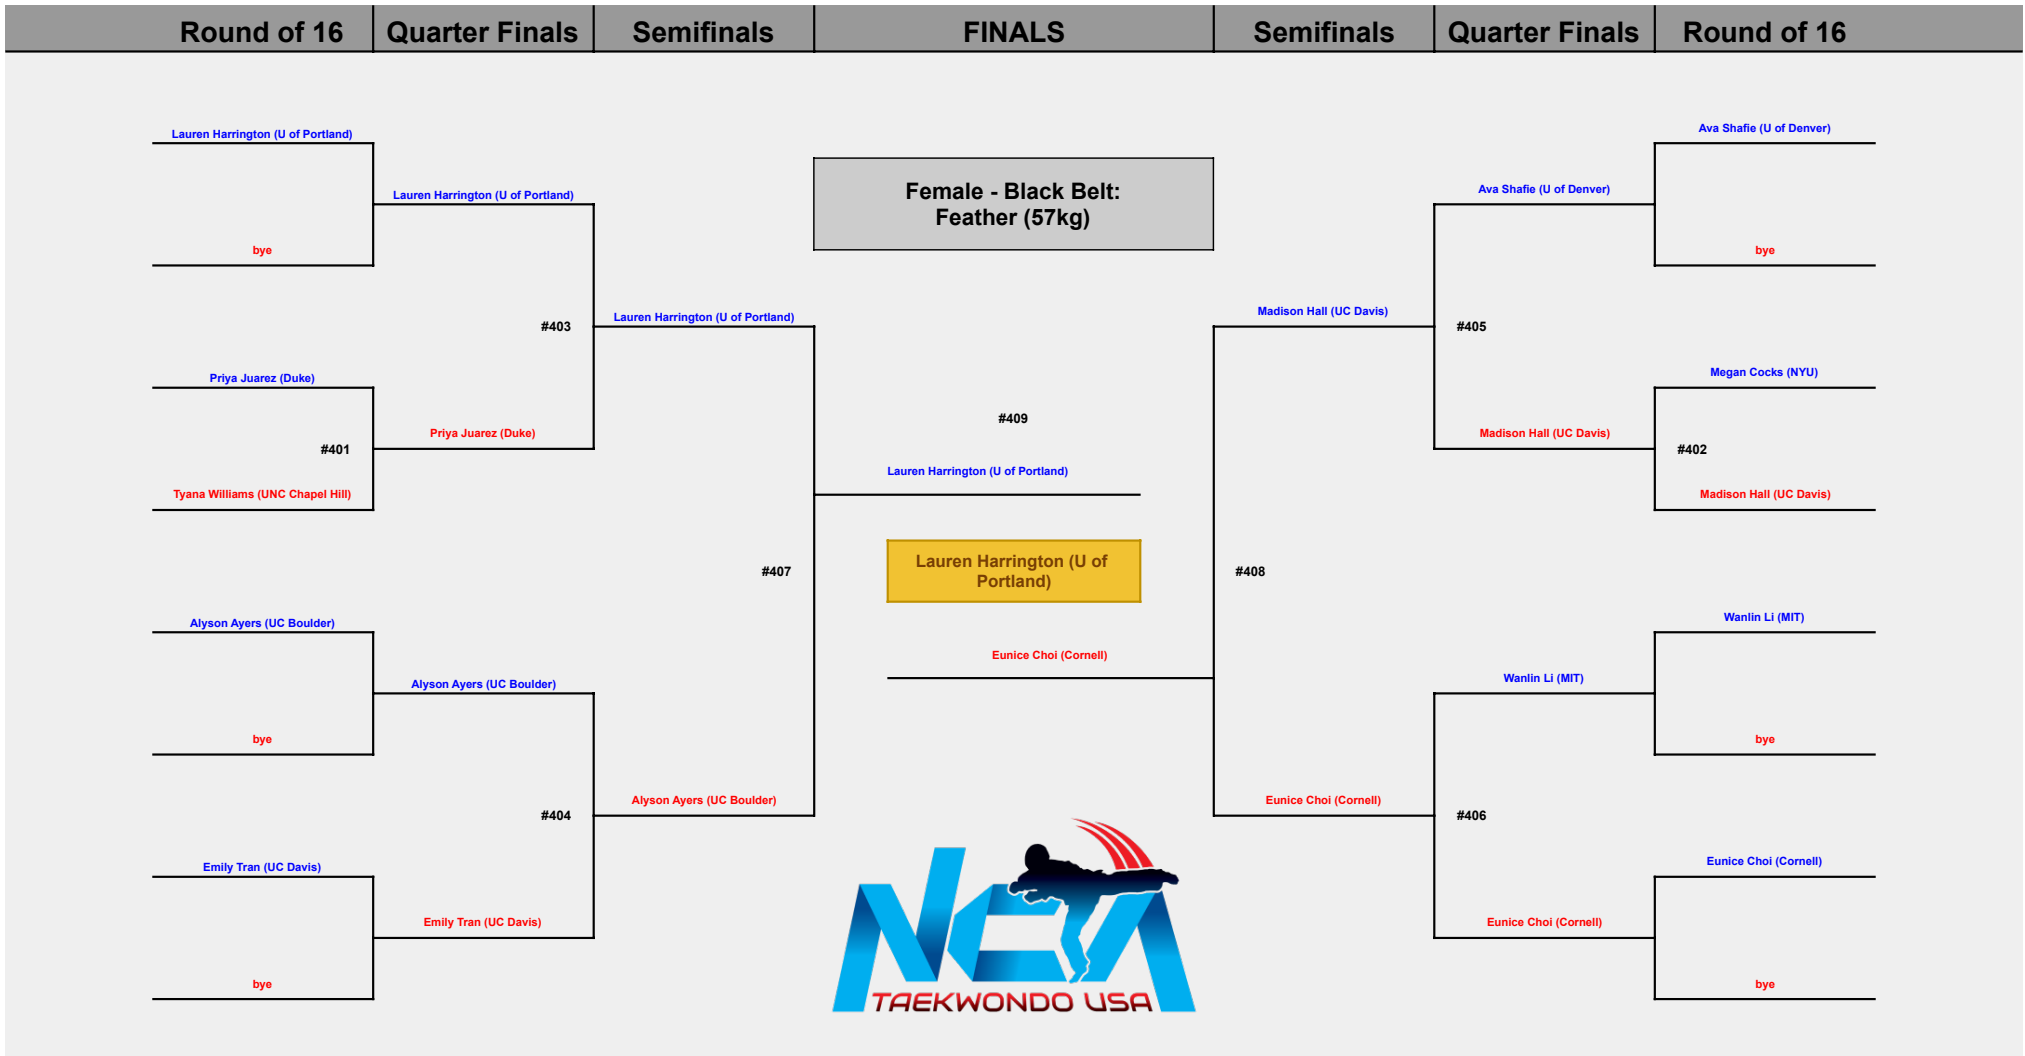 Round of 16
Quarter Finals
Semifinals
FINALS
Semifinals
Quarter Finals
Round of 16
Lauren Harrington (U of Portland)
bye
Priya Juarez (Duke)
#401
Tyana Williams (UNC Chapel Hill)
Alyson Ayers (UC Boulder)
bye
Emily Tran (UC Davis)
bye
Lauren Harrington (U of Portland)
#403
Priya Juarez (Duke)
Alyson Ayers (UC Boulder)
#404
Emily Tran (UC Davis)
Lauren Harrington (U of Portland)
#407
Alyson Ayers (UC Boulder)
Female - Black Belt:
Feather (57kg)
#409
Lauren Harrington (U of Portland)
Lauren Harrington (U of
Portland)
Eunice Choi (Cornell)
NCTA
TAEKWONDO USA
Madison Hall (UC Davis)
#408
Eunice Choi (Cornell)
Ava Shafie (U of Denver)
#405
Madison Hall (UC Davis)
Wanlin Li (MIT)
#406
Eunice Choi (Cornell)
Ava Shafie (U of Denver)
bye
Megan Cocks (NYU)
#402
Madison Hall (UC Davis)
Wanlin Li (MIT)
bye
Eunice Choi (Cornell)
bye